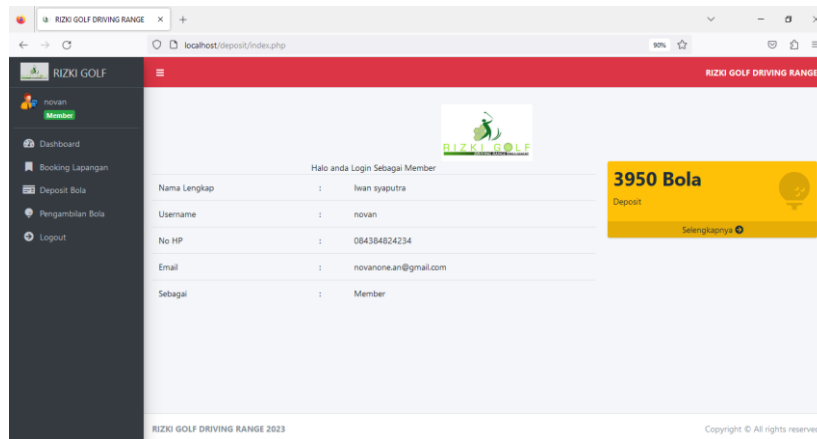 RIZKI GOLF DRIVING RANGE
localhost/deposit/index.php
90%
RIZKI GOLF
RIZKI GOLF DRIVING RANGE
novan
Member
Dashboard
Booking Lapangan
Deposit Bola
Pengambilan Bola
Logout
RIZKI GOLF
Halo anda Login Sebagai Member
Nama Lengkap : Iwan syaputra
Username : novan
No HP : 084384824234
Email : novanone.an@gmail.com
Sebagai : Member
3950 Bola
Deposit
Selengkapnya
RIZKI GOLF DRIVING RANGE 2023
Copyright © All rights reserved